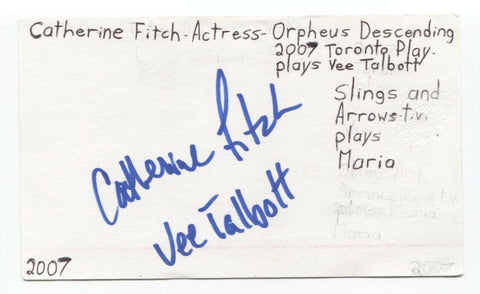 Catherine Fitch-Actress-Orpheus Descending
2007 Toronto Play.
plays Vee Talbott
Slings and
Arrows-t.v.
plays
Maria
Catherine Fitch
Vee Talbott
2007
2007